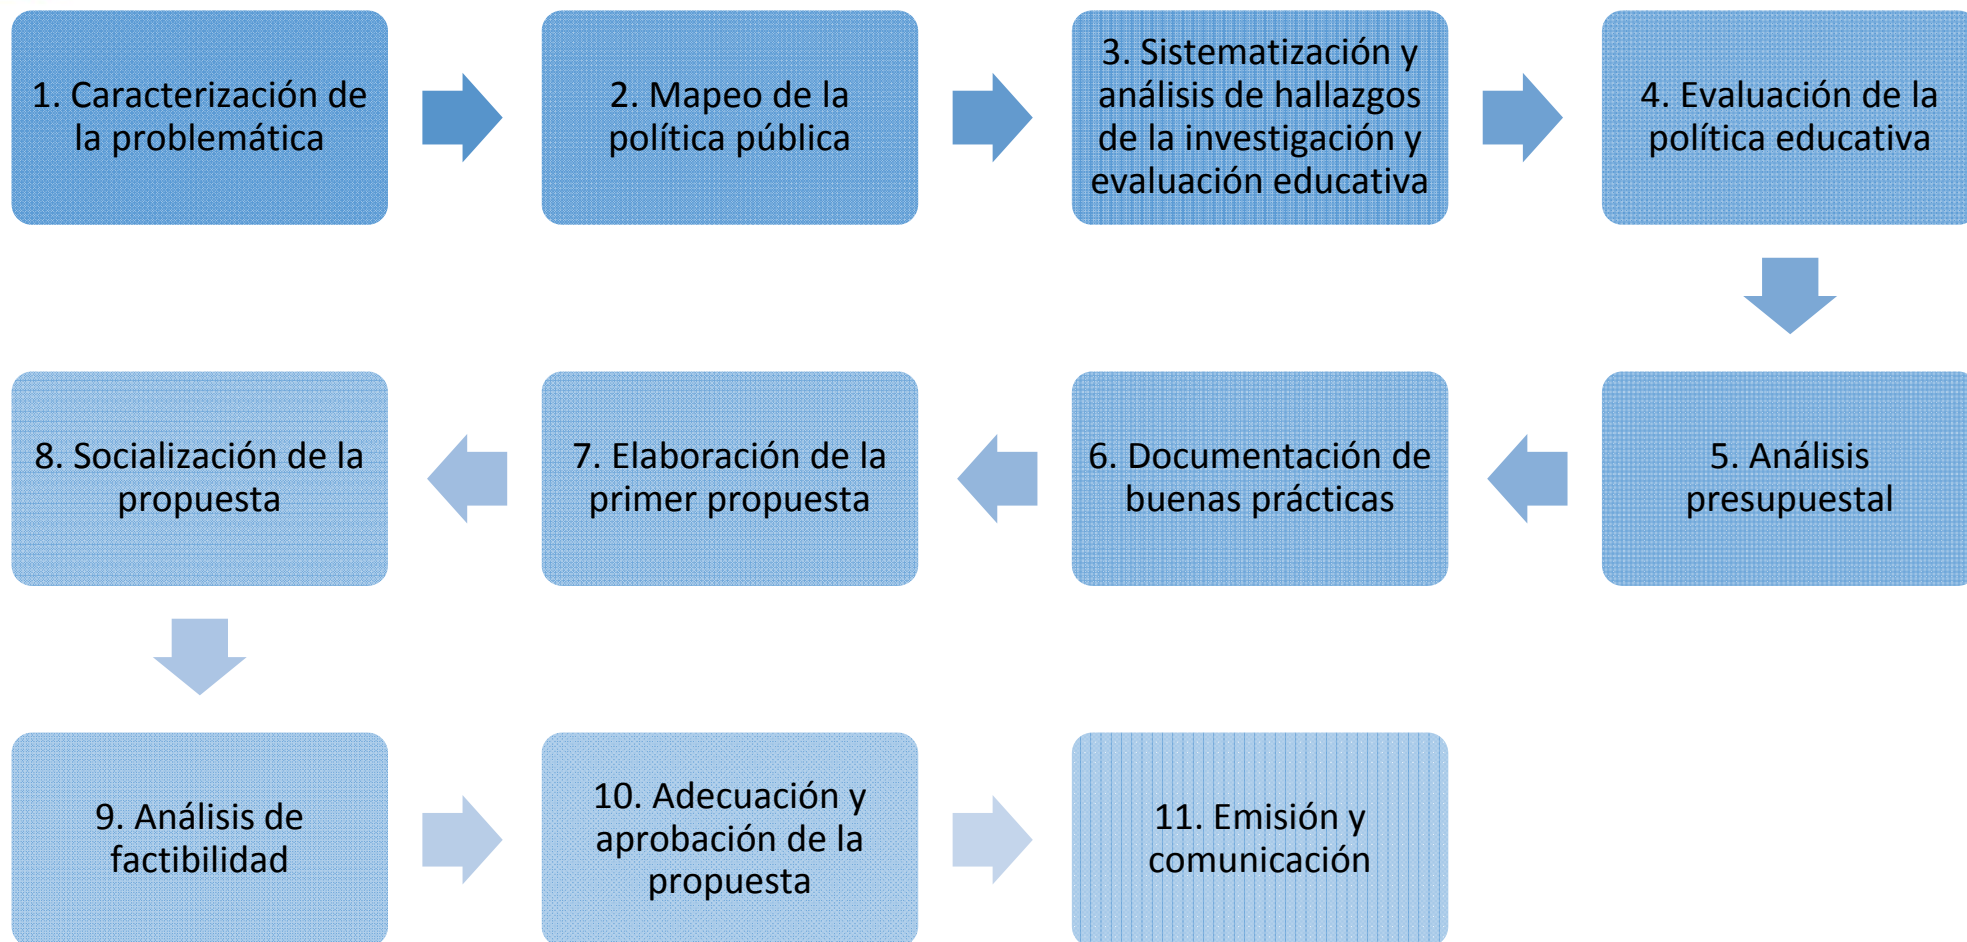 1. Caracterización de
la problemática
2. Mapeo de la
política pública
3. Sistematización y
análisis de hallazgos
de la investigación y
evaluación educativa
4. Evaluación de la
política educativa
5. Análisis
presupuestal
6. Documentación de
buenas prácticas
7. Elaboración de la
primer propuesta
8. Socialización de la
propuesta
9. Análisis de
factibilidad
10. Adecuación y
aprobación de la
propuesta
11. Emisión y
comunicación